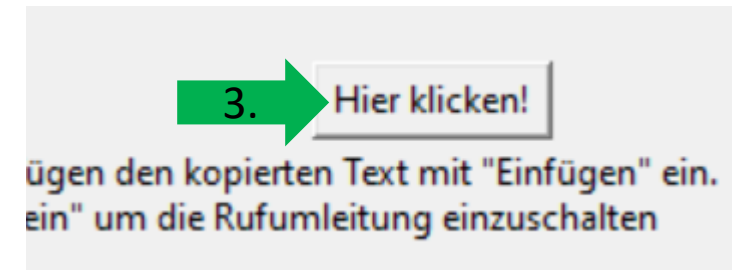 3. Hier klicken!
ügen den kopierten Text mit "Einfügen" ein.
ein" um die Rufumleitung einzuschalten